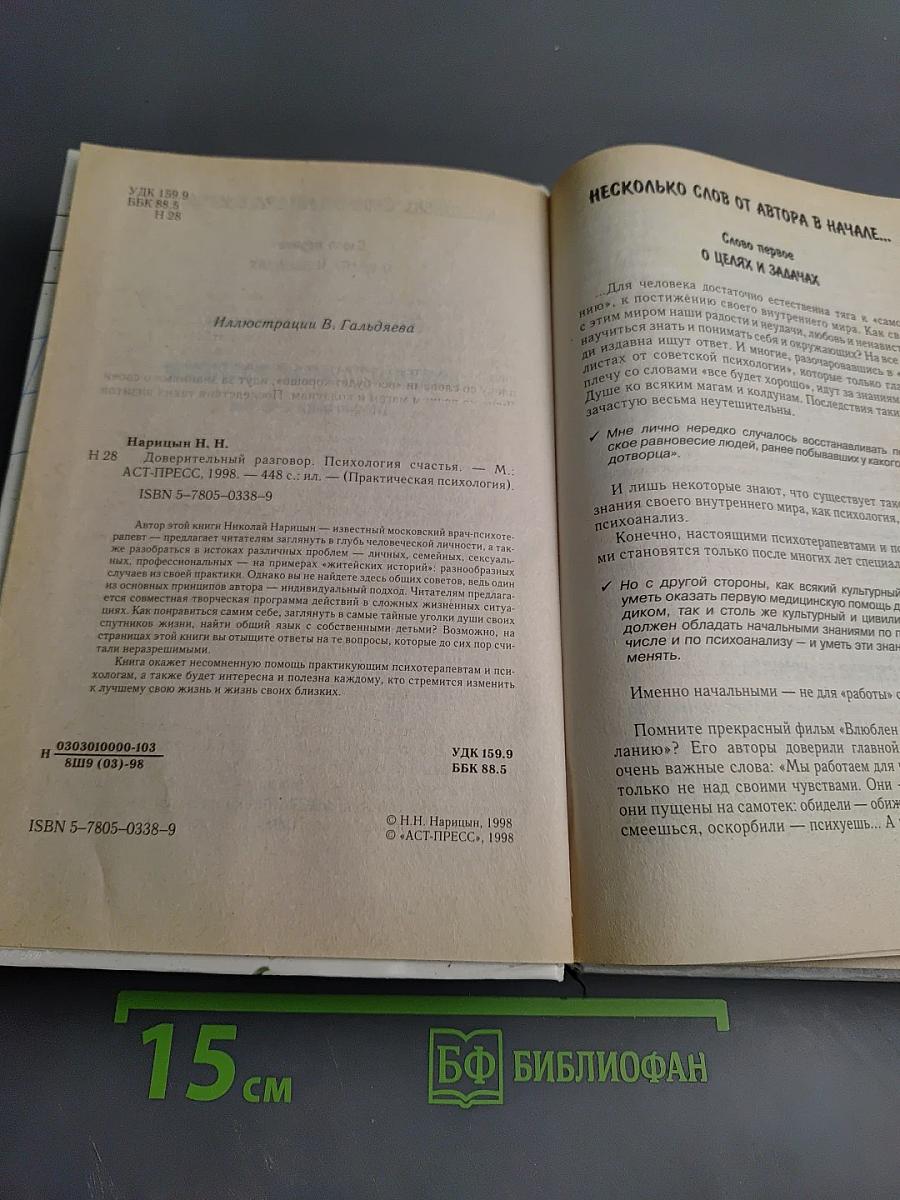 УДК 159.9
ББК 88.5
Н 28
Иллюстрации В. Гальдяева
Нарицын Н. Н.
Н 28 Доверительный разговор. Психология счастья. — М.:
АСТ-ПРЕСС, 1998. — 448 с.: ил. — (Практическая психология).
ISBN 5–7805–0338–9
Автор этой книги Николай Нарицын — известный московский врач-психоте-
рапевт — предлагает читателям заглянуть в глубь человеческой личности, а так-
же разобраться в истоках различных проблем — личных, семейных, сексуаль-
ных, профессиональных — на примерах «житейских историй»: разнообразных
случаев из своей практики. Однако вы не найдете здесь общих советов, ведь один
из основных принципов автора — индивидуальный подход. Читателям предлага-
ется совместная творческая программа действий в сложных жизненных ситуа-
циях. Как понравиться самим себе, заглянуть в самые тайные уголки души своих
спутников жизни, найти общий язык с собственными детьми? Возможно, на
страницах этой книги вы отыщите ответы на те вопросы, которые до сих пор счи-
тали неразрешимыми.
Книга окажет несомненную помощь практикующим психотерапевтам и пси-
хологам, а также будет интересна и полезна каждому, кто стремится изменить
к лучшему свою жизнь и жизнь своих близких.
Н 0303010000-103
8Ш9 (03)-98
УДК 159.9
ББК 88.5
ISBN 5–7805–0338–9
© Н.Н. Нарицын, 1998
© «АСТ-ПРЕСС», 1998
НЕСКОЛЬКО СЛОВ ОТ АВТОРА В НАЧАЛЕ...
Слово первое
О ЦЕЛЯХ И ЗАДАЧАХ
...Для человека достаточно естественна тяга к «само
нию», к постижению своего внутреннего мира. Как св
с этим миром наши радости и неудачи, любовь и ненавист
научиться знать и понимать себя и окружающих? На все
ди издавна ищут ответ. И многие, разочаровавшись в «
листах от советской психологии», которые только гла
плечу со словами «все будет хорошо», идут за знаниям
Душе ко всяким магам и колдунам. Последствия таки
зачастую весьма неутешительны.
✓ Мне лично нередко случалось восстанавливать п
ское равновесие людей, ранее побывавших у какого
дотворца».
И лишь некоторые знают, что существует так
знания своего внутреннего мира, как психология,
психоанализ.
Конечно, настоящими психотерапевтами и п
ми становятся только после многих лет специал
✓ Но с другой стороны, как всякий культурный
уметь оказать первую медицинскую помощь д
диком, так и столь же культурный и цивили
должен обладать начальными знаниями по п
числе и по психоанализу – и уметь эти знан
менять.
Именно начальными — не для «работы» с
Помните прекрасный фильм «Влюблен
ланию»? Его авторы доверили главной
очень важные слова: «Мы работаем для
только не над своими чувствами. Они –
они пущены на самотек: обидели — обиж
смеешься, оскорбили — психуешь... А
15 см
БФ БИБЛИОФАН